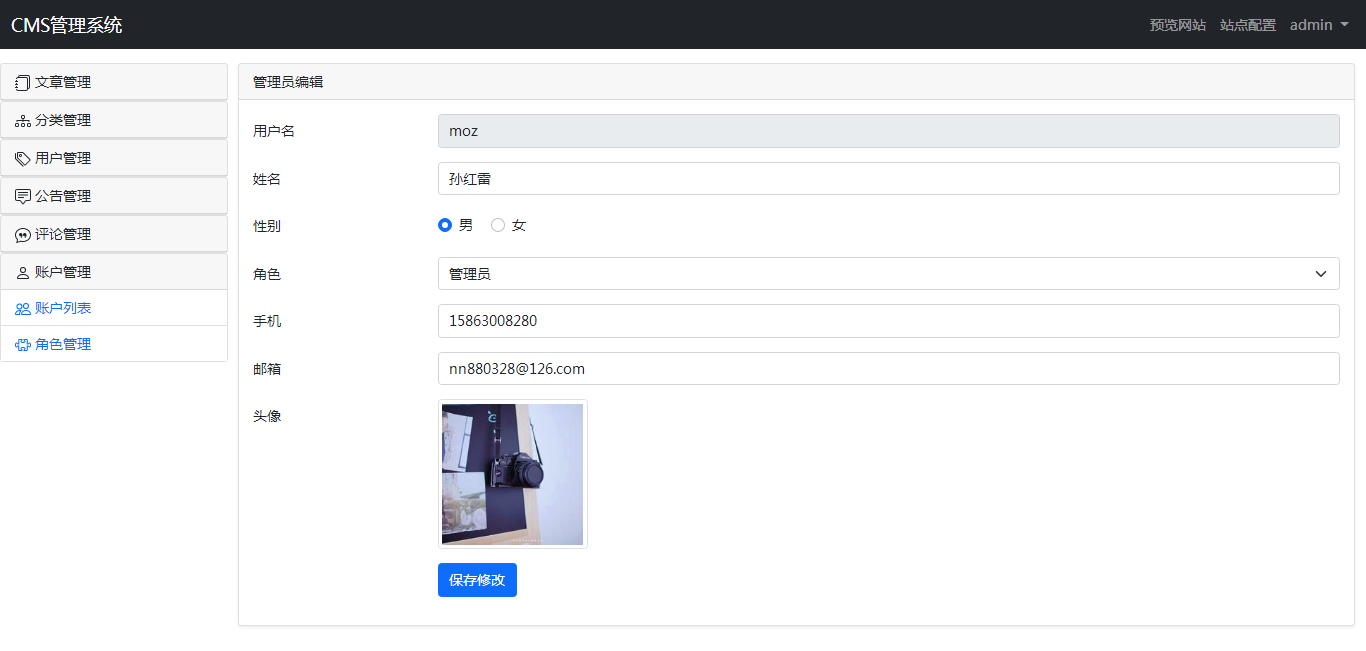 CMS管理系统
预览网站 站点配置 admin
文章管理
分类管理
用户管理
公告管理
评论管理
账户管理
账户列表
角色管理
管理员编辑
用户名 moz
姓名 孙红雷
性别 男 女
角色 管理员
手机 15863008280
邮箱 nn880328@126.com
头像
保存修改